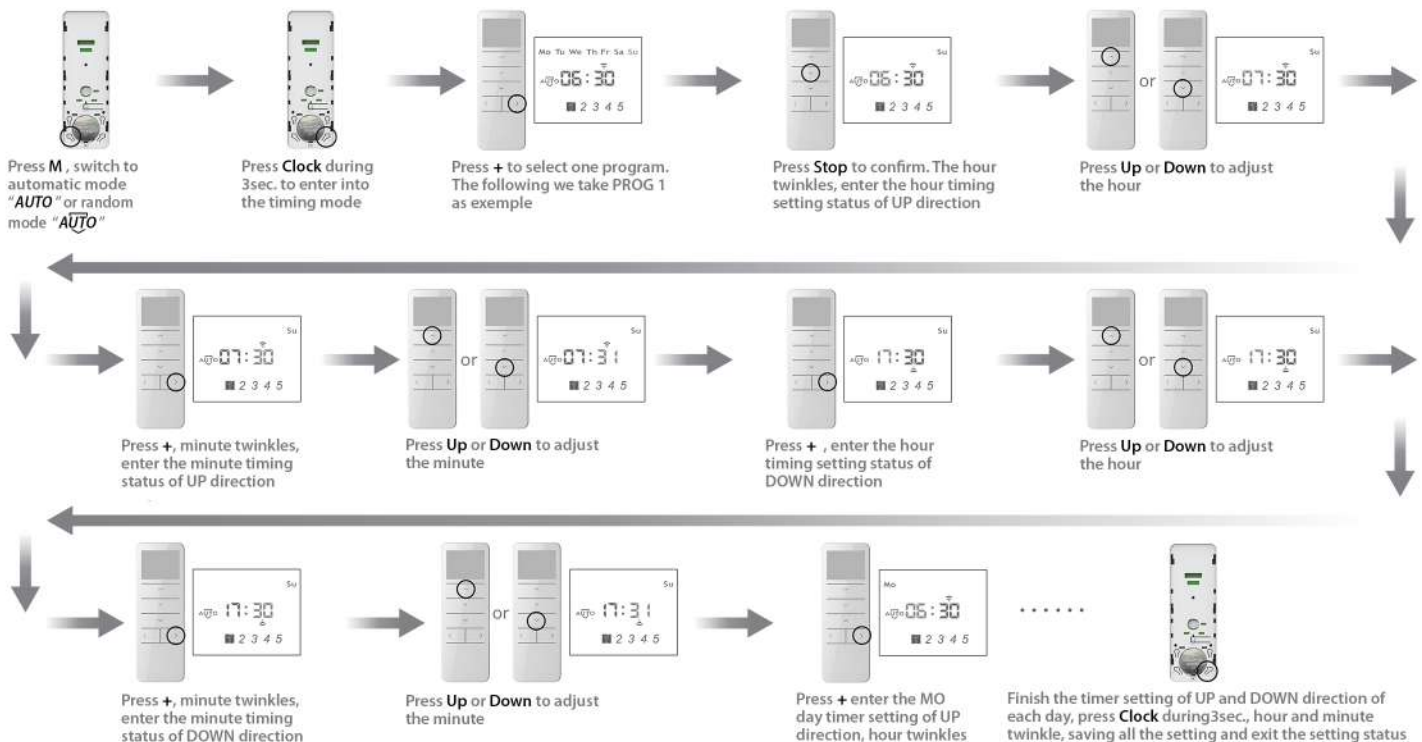 Mo Tu We Th Fr Sa Su
AUTO 06:30
1 2 3 4 5
Su
AUTO 06:30
1 2 3 4 5
or
Su
AUTO 07:30
1 2 3 4 5
Press M , switch to
automatic mode
"AUTO" or random
mode "AUTO"
Press Clock during
3sec. to enter into
the timing mode
Press + to select one program.
The following we take PROG 1
as exemple
Press Stop to confirm. The hour
twinkles, enter the hour timing
setting status of UP direction
Press Up or Down to adjust
the hour
Su
AUTO 07:30
1 2 3 4 5
or
Su
AUTO 07:31
1 2 3 4 5
Su
AUTO 17:30
1 2 3 4 5
or
Su
AUTO 17:30
1 2 3 4 5
Press +, minute twinkles,
enter the minute timing
status of UP direction
Press Up or Down to adjust
the minute
Press + , enter the hour
timing setting status of
DOWN direction
Press Up or Down to adjust
the hour
Su
AUTO 17:30
1 2 3 4 5
or
Su
AUTO 17:31
1 2 3 4 5
Mo
AUTO 06:30
1 2 3 4 5
......
Press +, minute twinkles,
enter the minute timing
status of DOWN direction
Press Up or Down to adjust
the minute
Press + enter the MO
day timer setting of UP
direction, hour twinkles
Finish the timer setting of UP and DOWN direction of
each day, press Clock during3sec., hour and minute
twinkle, saving all the setting and exit the setting status